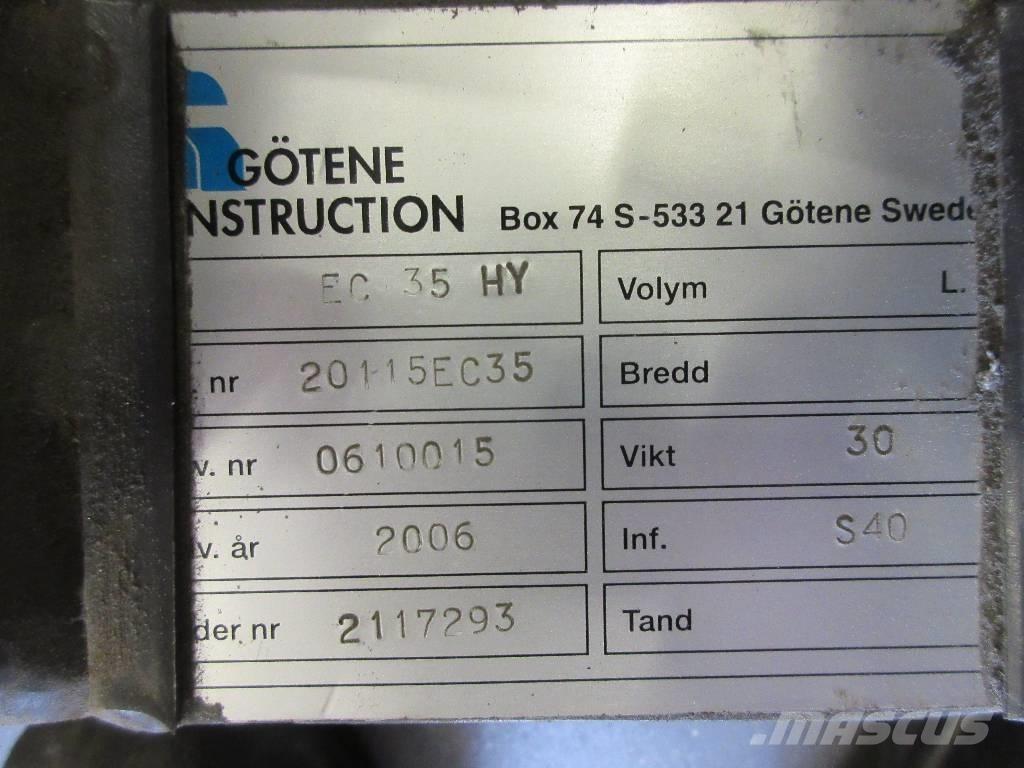 GÖTENE
NSTRUCTION Box 74 S-533 21 Götene Swede
EC 35 HY
Volym L.
. nr 20115EC35
Bredd
v. nr 0610015
Vikt 30
v. år 2006
Inf. S40
der nr 2117293
Tand
MASCUS